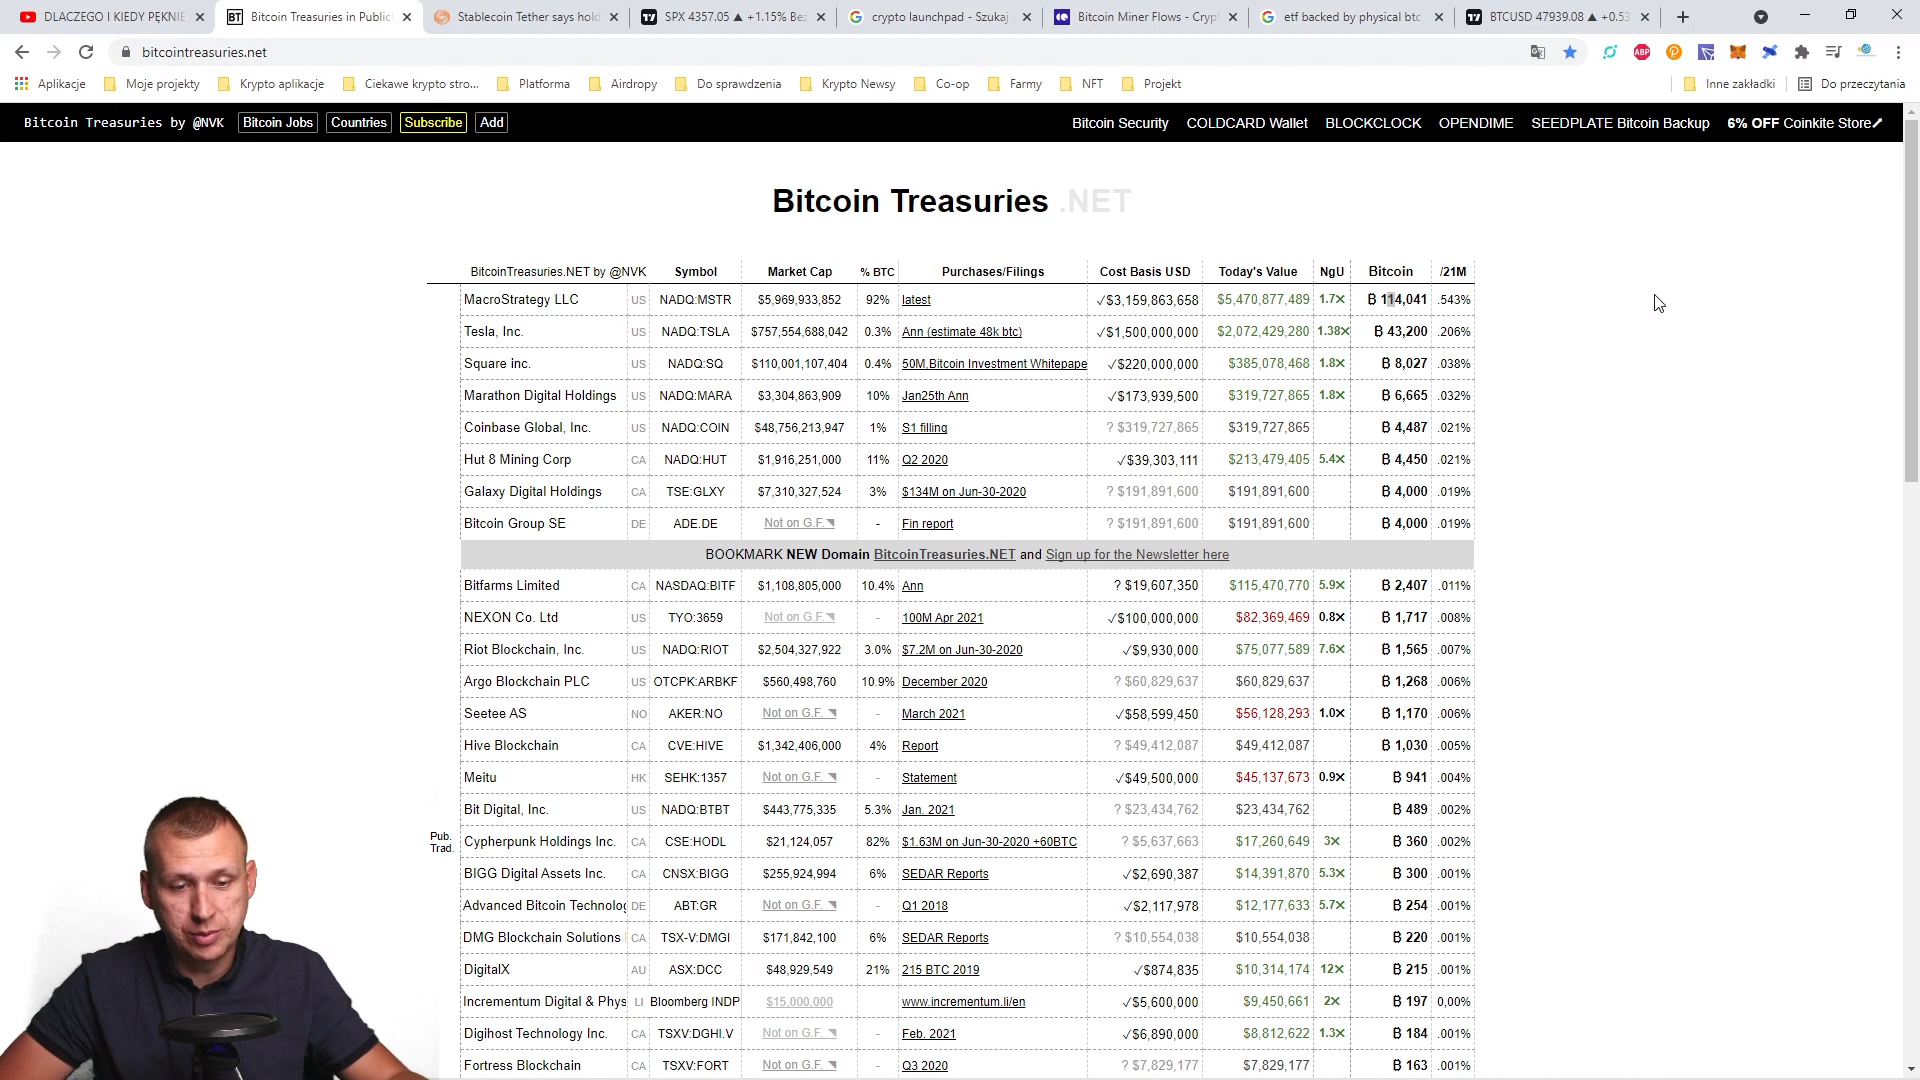 DLACZEGO I KIEDY PĘKNIE
Bitcoin Treasuries in Public
Stablecoin Tether says hold
SPX 4357.05 ▲ +1.15% Bez
crypto launchpad - Szukaj
Bitcoin Miner Flows - Crypt
etf backed by physical btc
BTCUSD 47939.08 ▲ +0.53
bitcointreasuries.net
Aplikacje Moje projekty Krypto aplikacje Ciekawe krypto stro... Platforma Airdropy Do sprawdzenia Krypto Newsy Co-op Farmy NFT Projekt Inne zakładki Do przeczytania
Bitcoin Treasuries by @NVK Bitcoin Jobs Countries Subscribe Add Bitcoin Security COLDCARD Wallet BLOCKCLOCK OPENDIME SEEDPLATE Bitcoin Backup 6% OFF Coinkite Store
Bitcoin Treasuries .NET
BitcoinTreasuries.NET by @NVK Symbol Market Cap % BTC Purchases/Filings Cost Basis USD Today's Value NgU Bitcoin /21M
MacroStrategy LLC US NADQ:MSTR $5,969,933,852 92% latest ✓$3,159,863,658 $5,470,877,489 1.7× ₿ 114,041 .543%
Tesla, Inc. US NADQ:TSLA $757,554,688,042 0.3% Ann (estimate 48k btc) ✓$1,500,000,000 $2,072,429,280 1.38× ₿ 43,200 .206%
Square inc. US NADQ:SQ $110,001,107,404 0.4% 50M,Bitcoin Investment Whitepape ✓$220,000,000 $385,078,468 1.8× ₿ 8,027 .038%
Marathon Digital Holdings US NADQ:MARA $3,304,863,909 10% Jan25th Ann ✓$173,939,500 $319,727,865 1.8× ₿ 6,665 .032%
Coinbase Global, Inc. US NADQ:COIN $48,756,213,947 1% S1 filling ? $319,727,865 $319,727,865 ₿ 4,487 .021%
Hut 8 Mining Corp CA NADQ:HUT $1,916,251,000 11% Q2 2020 ✓$39,303,111 $213,479,405 5.4× ₿ 4,450 .021%
Galaxy Digital Holdings CA TSE:GLXY $7,310,327,524 3% $134M on Jun-30-2020 ? $191,891,600 $191,891,600 ₿ 4,000 .019%
Bitcoin Group SE DE ADE.DE Not on G.F. - Fin report ? $191,891,600 $191,891,600 ₿ 4,000 .019%
BOOKMARK NEW Domain BitcoinTreasuries.NET and Sign up for the Newsletter here
Bitfarms Limited CA NASDAQ:BITF $1,108,805,000 10.4% Ann ? $19,607,350 $115,470,770 5.9× ₿ 2,407 .011%
NEXON Co. Ltd US TYO:3659 Not on G.F. - 100M Apr 2021 ✓$100,000,000 $82,369,469 0.8× ₿ 1,717 .008%
Riot Blockchain, Inc. US NADQ:RIOT $2,504,327,922 3.0% $7.2M on Jun-30-2020 ✓$9,930,000 $75,077,589 7.6× ₿ 1,565 .007%
Argo Blockchain PLC US OTCPK:ARBKF $560,498,760 10.9% December 2020 ? $60,829,637 $60,829,637 ₿ 1,268 .006%
Seetee AS NO AKER:NO Not on G.F. - March 2021 ✓$58,599,450 $56,128,293 1.0× ₿ 1,170 .006%
Hive Blockchain CA CVE:HIVE $1,342,406,000 4% Report ? $49,412,087 $49,412,087 ₿ 1,030 .005%
Meitu HK SEHK:1357 Not on G.F. - Statement ✓$49,500,000 $45,137,673 0.9× ₿ 941 .004%
Bit Digital, Inc. US NADQ:BTBT $443,775,335 5.3% Jan. 2021 ? $23,434,762 $23,434,762 ₿ 489 .002%
Pub. Trad.
Cypherpunk Holdings Inc. CA CSE:HODL $21,124,057 82% $1.63M on Jun-30-2020 +60BTC ? $5,637,663 $17,260,649 3× ₿ 360 .002%
BIGG Digital Assets Inc. CA CNSX:BIGG $255,924,994 6% SEDAR Reports ✓$2,690,387 $14,391,870 5.3× ₿ 300 .001%
Advanced Bitcoin Technolog DE ABT:GR Not on G.F. - Q1 2018 ✓$2,117,978 $12,177,633 5.7× ₿ 254 .001%
DMG Blockchain Solutions CA TSX-V:DMGI $171,842,100 6% SEDAR Reports ? $10,554,038 $10,554,038 ₿ 220 .001%
DigitalX AU ASX:DCC $48,929,549 21% 215 BTC 2019 ✓$874,835 $10,314,174 12× ₿ 215 .001%
Incrementum Digital & Phys LI Bloomberg INDP $15,000,000 www.incrementum.li/en ✓$5,600,000 $9,450,661 2× ₿ 197 0,00%
Digihost Technology Inc. CA TSXV:DGHI.V Not on G.F. - Feb. 2021 ✓$6,890,000 $8,812,622 1.3× ₿ 184 .001%
Fortress Blockchain CA TSXV:FORT Not on G.F. - Q3 2020 ? $7,829,177 $7,829,177 ₿ 163 .001%